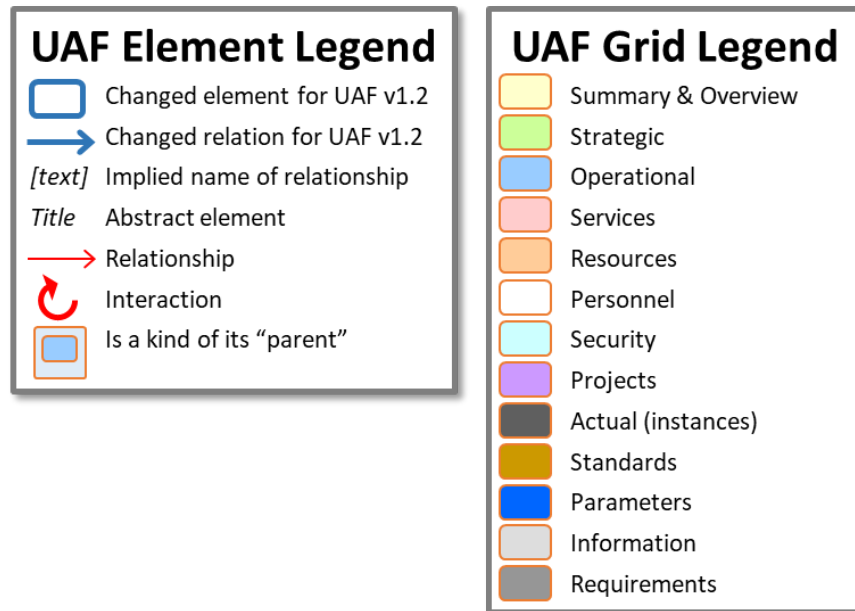 UAF Element Legend
Changed element for UAF v1.2
Changed relation for UAF v1.2
[text] Implied name of relationship
Title Abstract element
Relationship
Interaction
Is a kind of its “parent”
UAF Grid Legend
Summary & Overview
Strategic
Operational
Services
Resources
Personnel
Security
Projects
Actual (instances)
Standards
Parameters
Information
Requirements